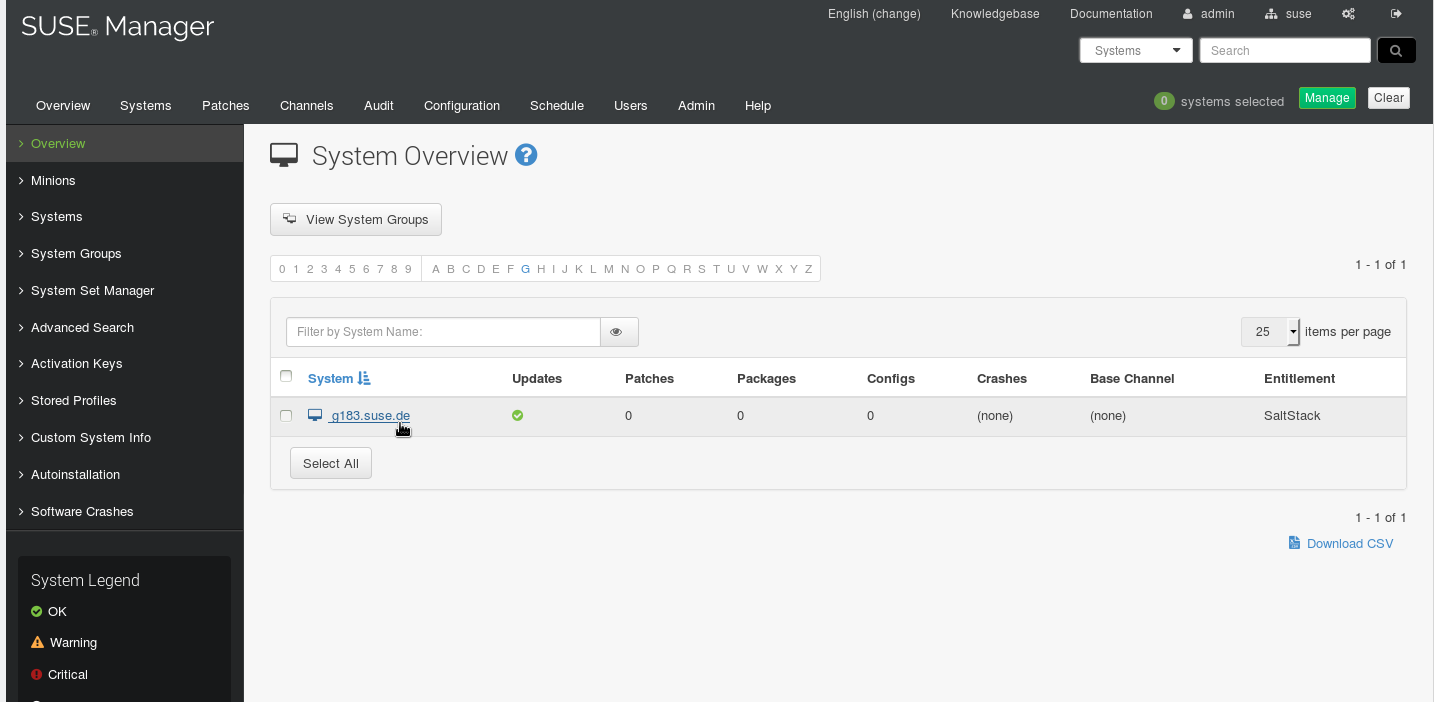 SUSE® Manager
English (change) Knowledgebase Documentation admin suse
Systems Search
Overview Systems Patches Channels Audit Configuration Schedule Users Admin Help
0 systems selected Manage Clear
Overview
Minions
Systems
System Groups
System Set Manager
Advanced Search
Activation Keys
Stored Profiles
Custom System Info
Autoinstallation
Software Crashes
System Legend
OK
Warning
Critical
System Overview ?
View System Groups
0 1 2 3 4 5 6 7 8 9 A B C D E F G H I J K L M N O P Q R S T U V W X Y Z
1 - 1 of 1
Filter by System Name:
25 items per page
System Updates Patches Packages Configs Crashes Base Channel Entitlement
g183.suse.de 0 0 0 (none) (none) SaltStack
Select All
1 - 1 of 1
Download CSV